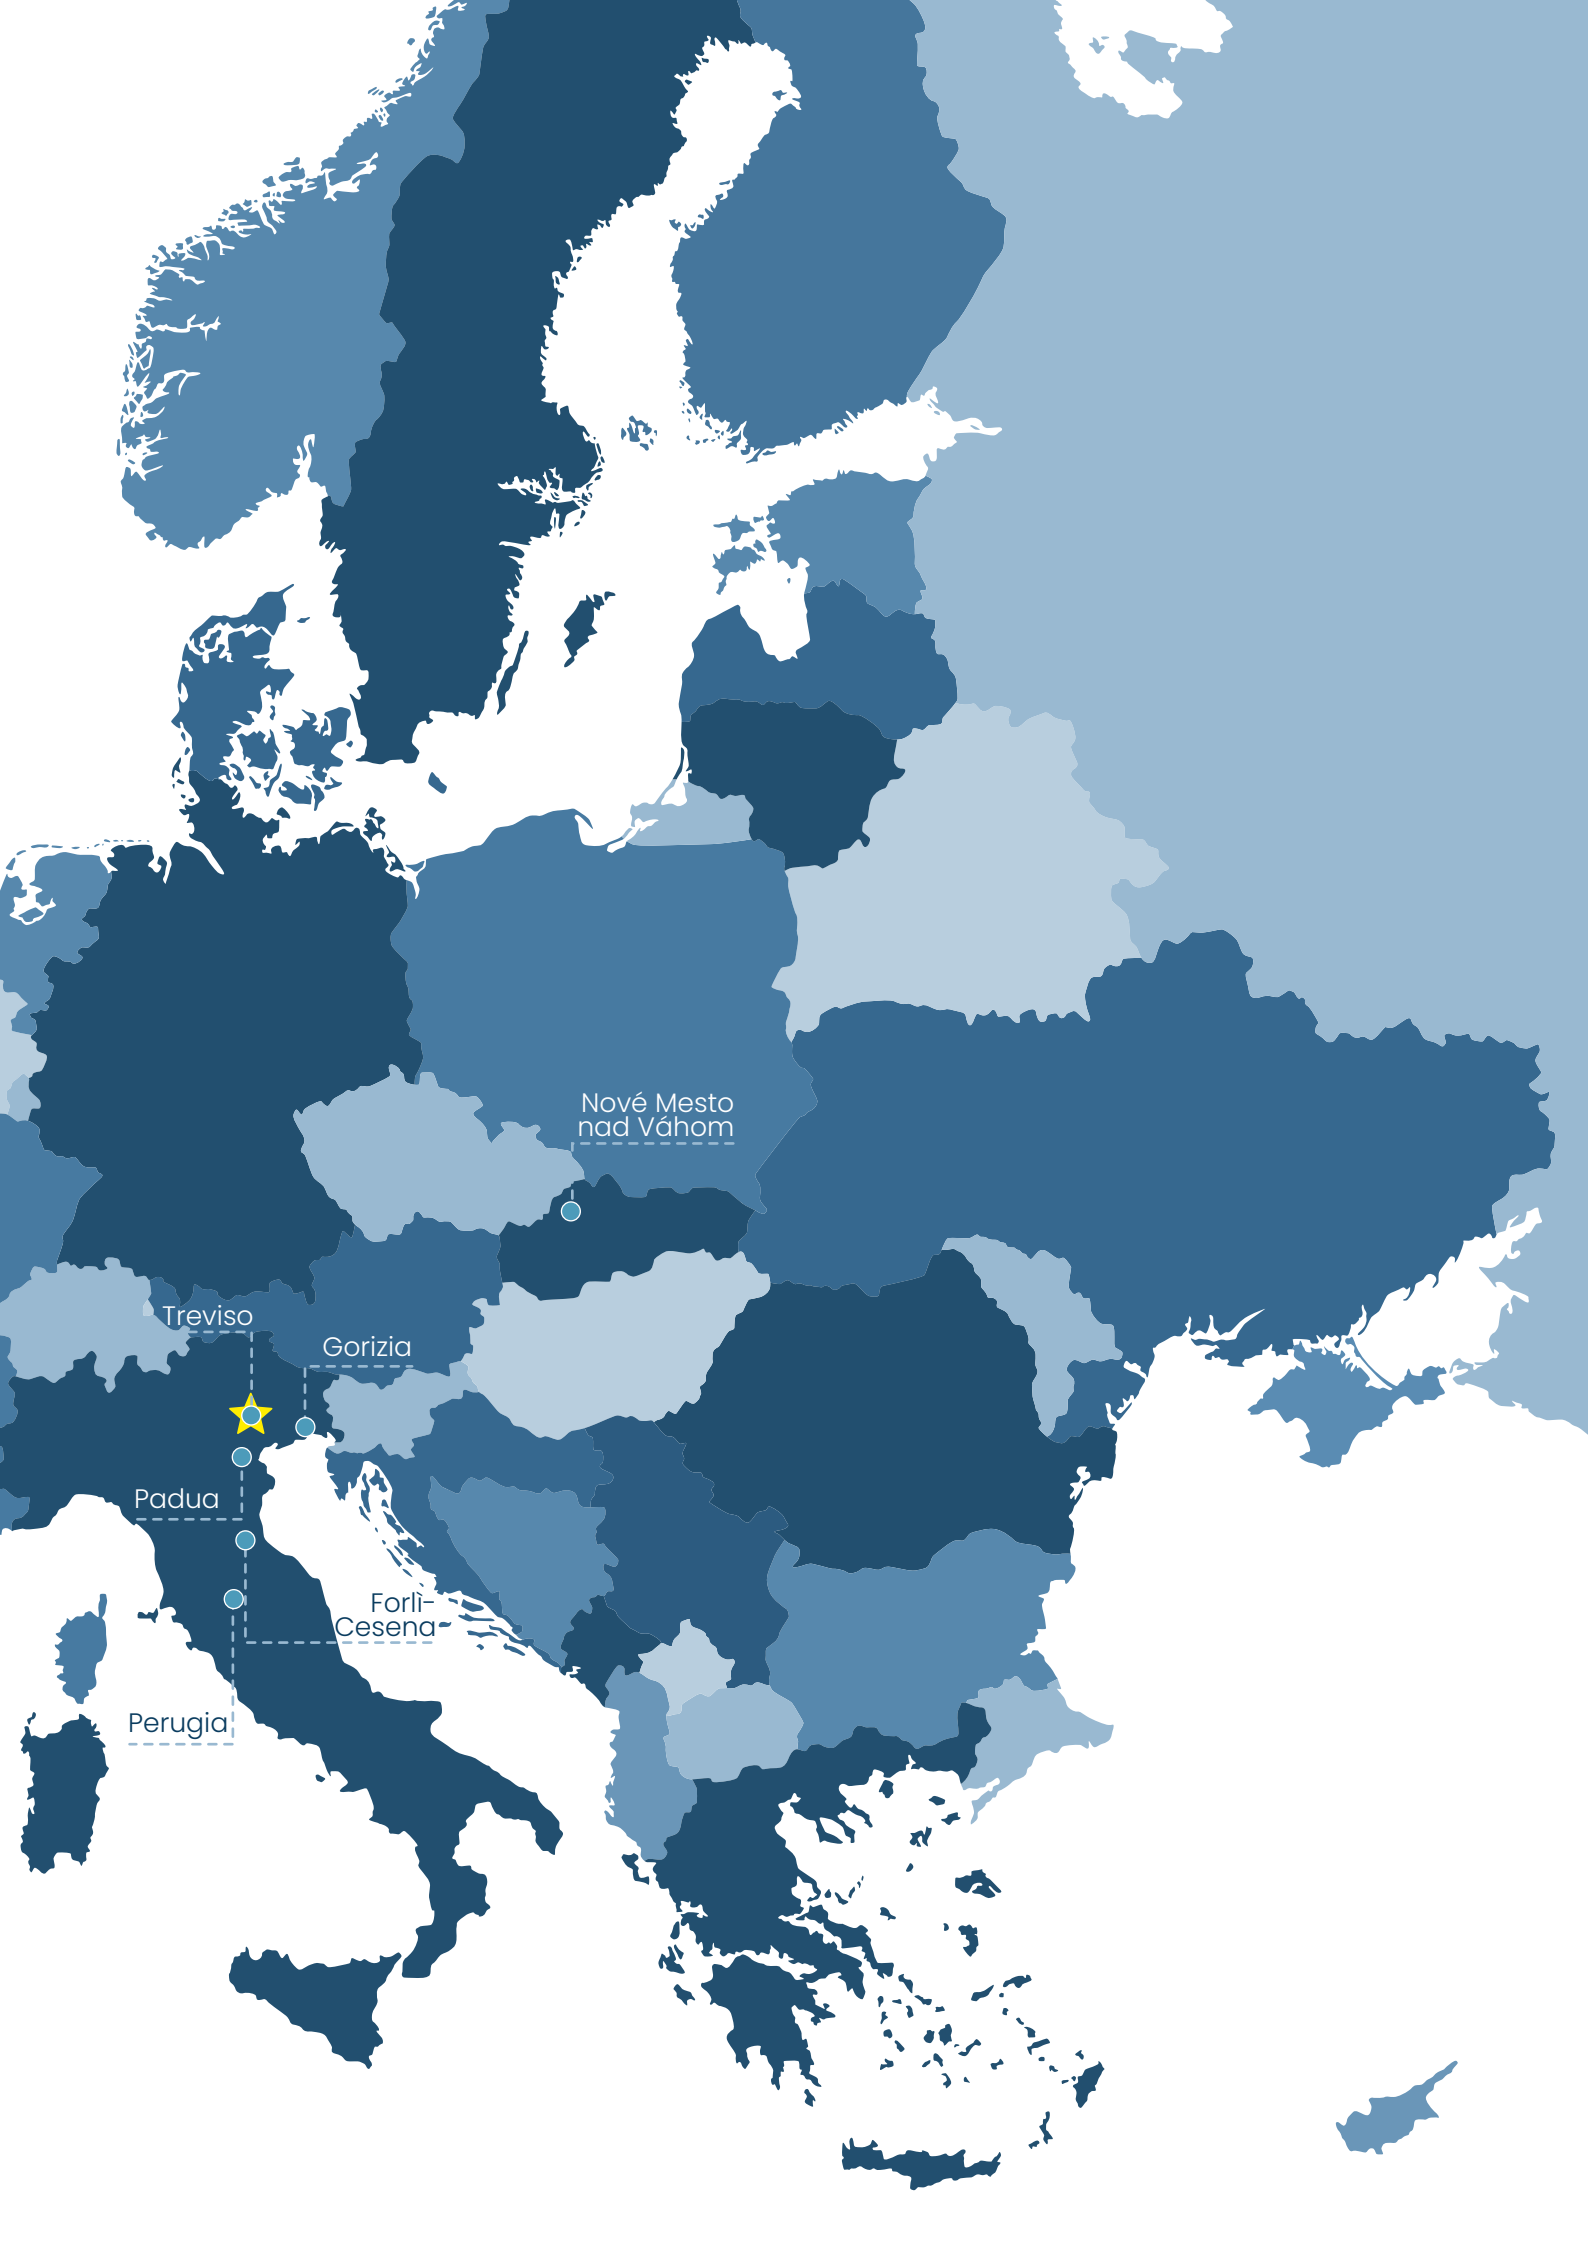 Nové Mesto
nad Váhom
Treviso
Gorizia
Padua
Forlì-
Cesena
Perugia